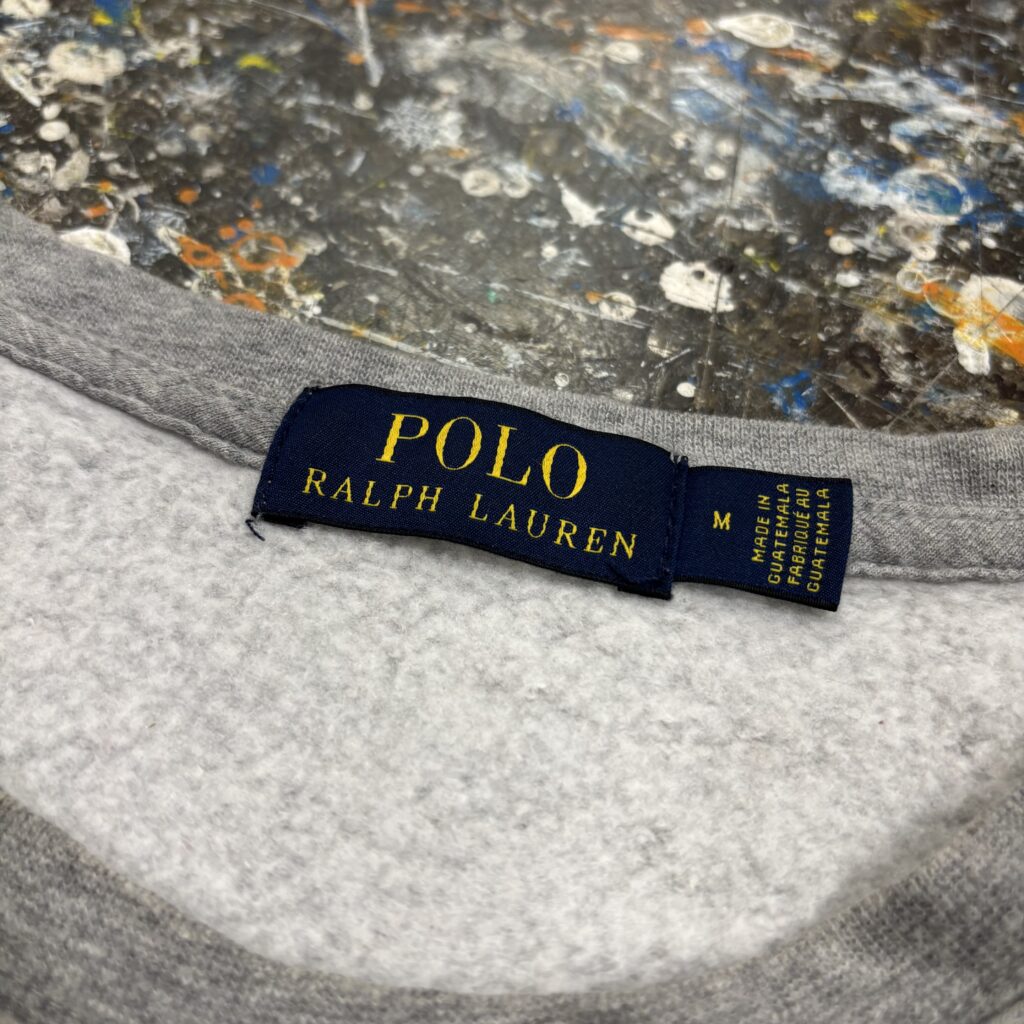 POLO
RALPH LAUREN
M
MADE IN
GUATEMALA
FABRIQUÉ AU
GUATEMALA